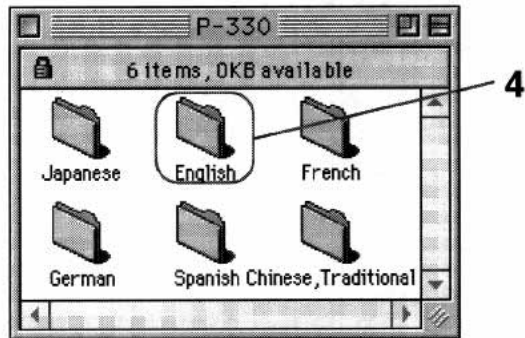 P-330
6 items, 0KB available
4
Japanese English French
German Spanish Chinese,Traditional